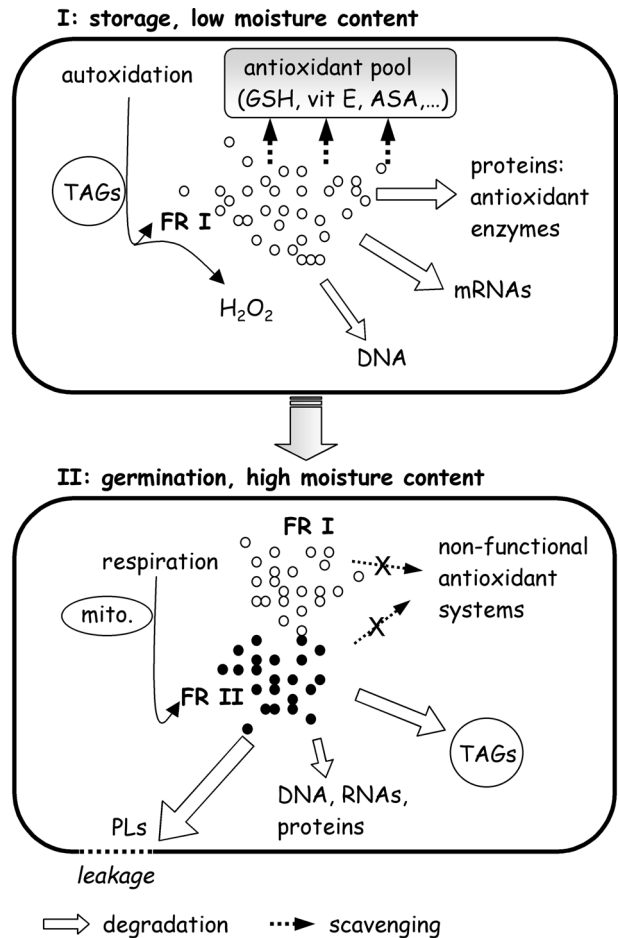 I: storage, low moisture content
autoxidation
antioxidant pool
(GSH, vit E, ASA,...)
TAGs
FR I
proteins:
antioxidant
enzymes
H₂O₂
mRNAs
DNA
II: germination, high moisture content
FR I
respiration
non-functional
antioxidant
systems
mito.
X
X
FR II
TAGs
DNA, RNAs,
proteins
PLs
leakage
degradation
scavenging